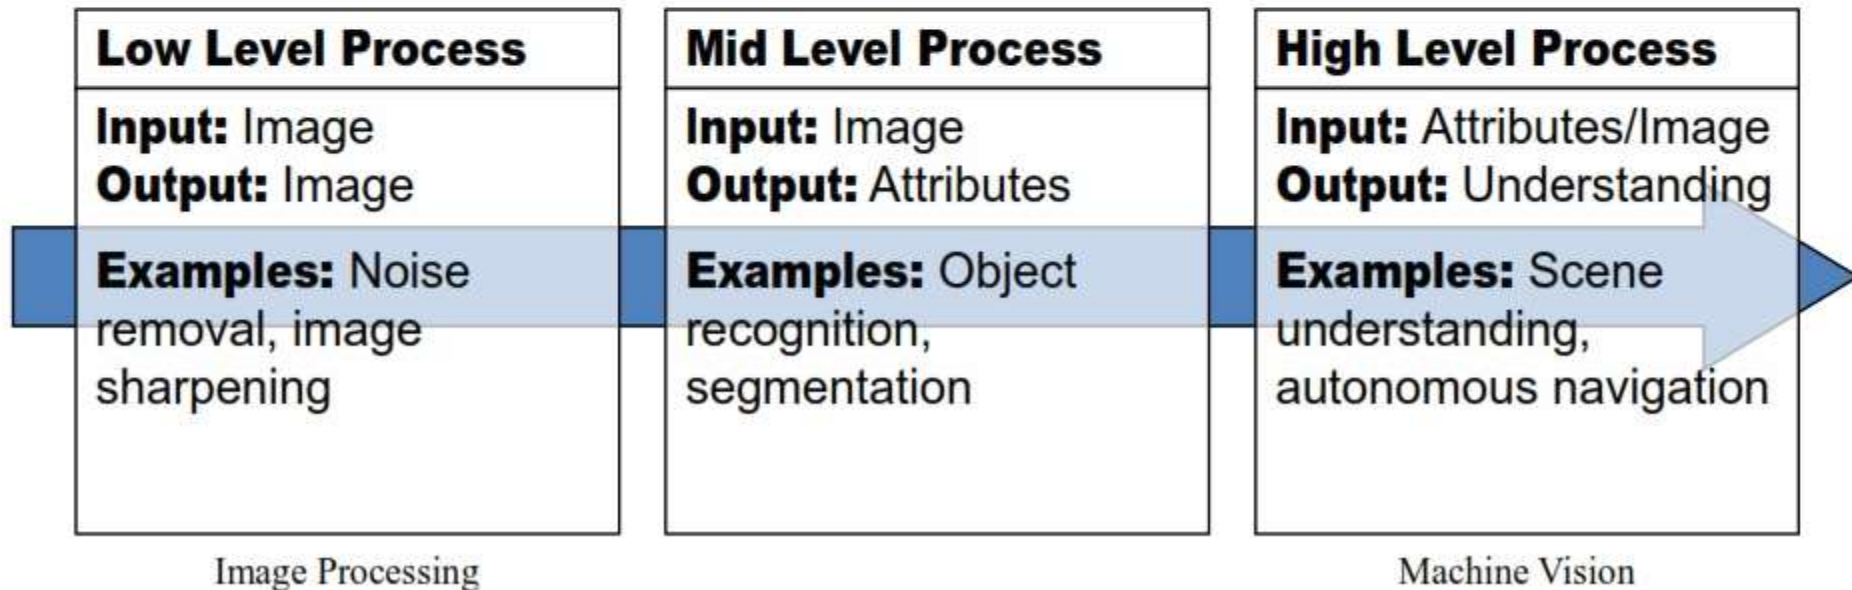 Low Level Process
Input: Image
Output: Image
Examples: Noise
removal, image
sharpening
Mid Level Process
Input: Image
Output: Attributes
Examples: Object
recognition,
segmentation
High Level Process
Input: Attributes/Image
Output: Understanding
Examples: Scene
understanding,
autonomous navigation
Image Processing
Machine Vision